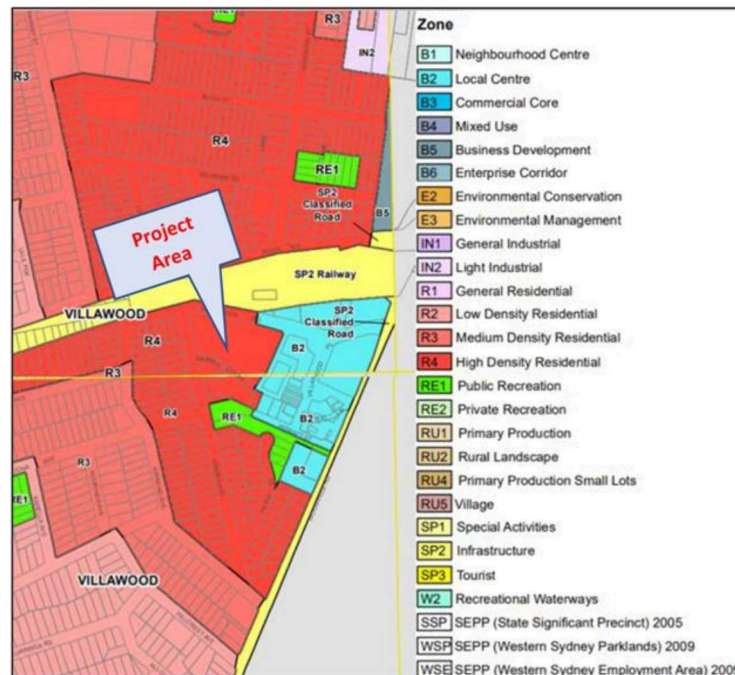 R3
IN2
R3
R4
RE1
SP2
Classified
Road
B5
Project
Area
SP2 Railway
VILLAWOOD
SP2
Classified
Road
R4
B2
R3
R4
RE1
B2
R3
B2
RE1
VILLAWOOD
Zone
B1 Neighbourhood Centre
B2 Local Centre
B3 Commercial Core
B4 Mixed Use
B5 Business Development
B6 Enterprise Corridor
E2 Environmental Conservation
E3 Environmental Management
IN1 General Industrial
IN2 Light Industrial
R1 General Residential
R2 Low Density Residential
R3 Medium Density Residential
R4 High Density Residential
RE1 Public Recreation
RE2 Private Recreation
RU1 Primary Production
RU2 Rural Landscape
RU4 Primary Production Small Lots
RU5 Village
SP1 Special Activities
SP2 Infrastructure
SP3 Tourist
W2 Recreational Waterways
SSP SEPP (State Significant Precinct) 2005
WSP SEPP (Western Sydney Parklands) 2009
WSE SEPP (Western Sydney Employment Area) 2009